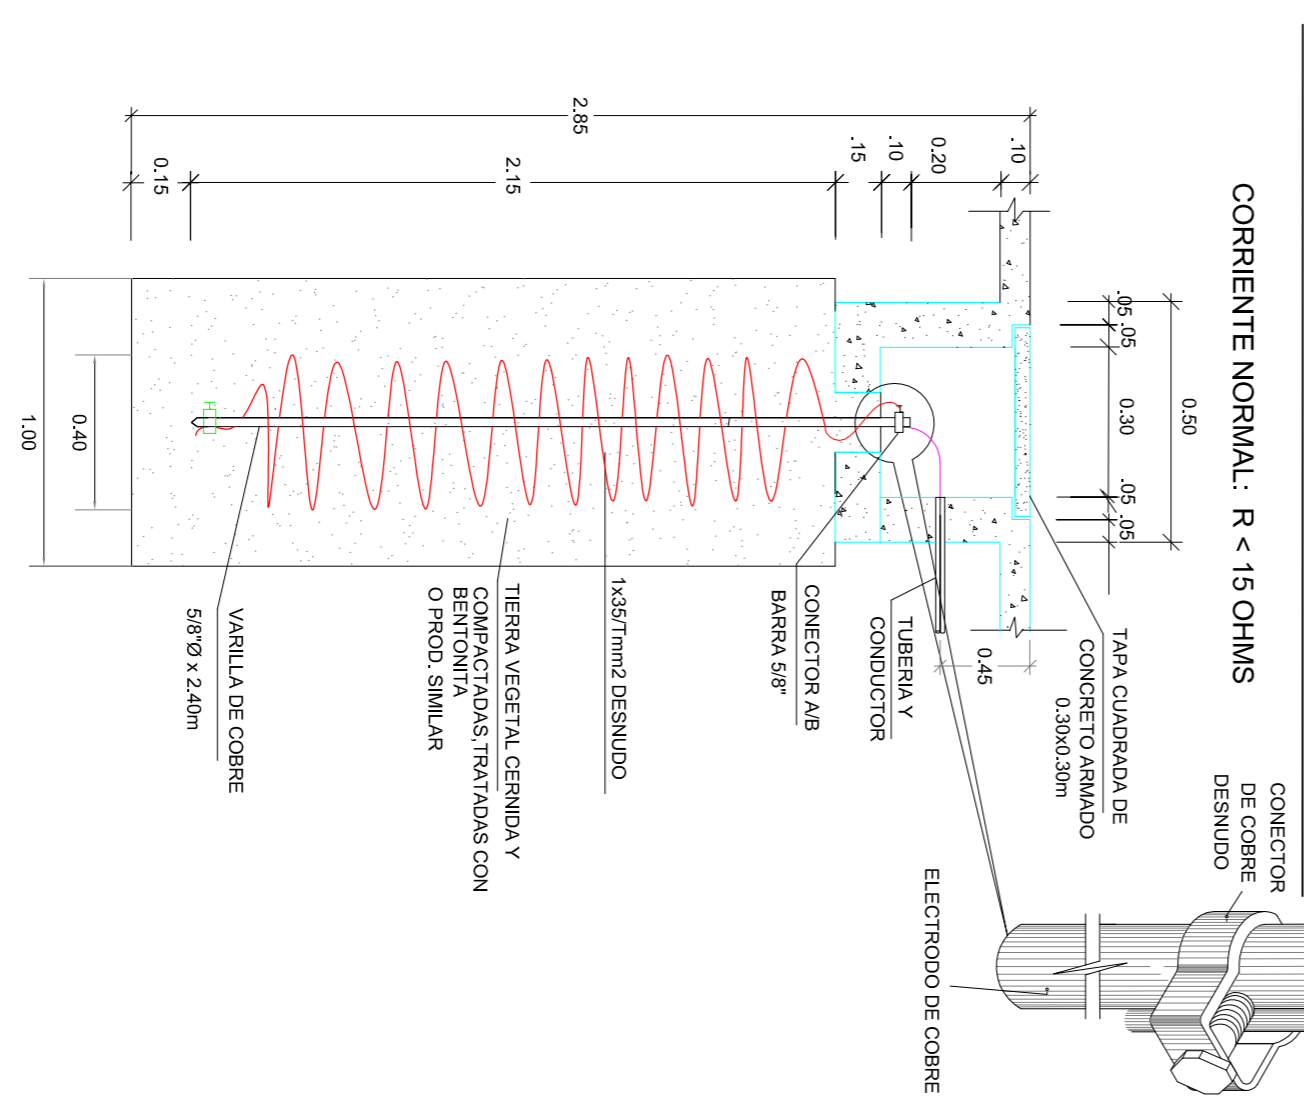 CORRIENTE NORMAL: R < 15 OHMS
0.50
.05
.05
0.30
.05
.05
2.85
.10
0.20
.10
.15
2.15
0.15
0.45
0.40
1.00
CONECTOR
DE COBRE
DESNUDO
TAPA CUADRADA DE
CONCRETO ARMADO
0.30x0.30m
ELECTRODO DE COBRE
TUBERIA Y
CONDUCTOR
CONECTOR A/B
BARRA 5/8"
1x35/Tmm2 DESNUDO
TIERRA VEGETAL CERNIDA Y
COMPACTADAS,TRATADAS CON
BENTONITA
O PROD. SIMILAR
VARILLA DE COBRE
5/8"Ø x 2.40m